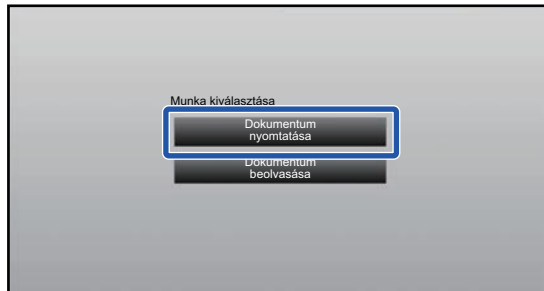 Munka kiválasztása
Dokumentum
nyomtatása
Dokumentum
beolvasása